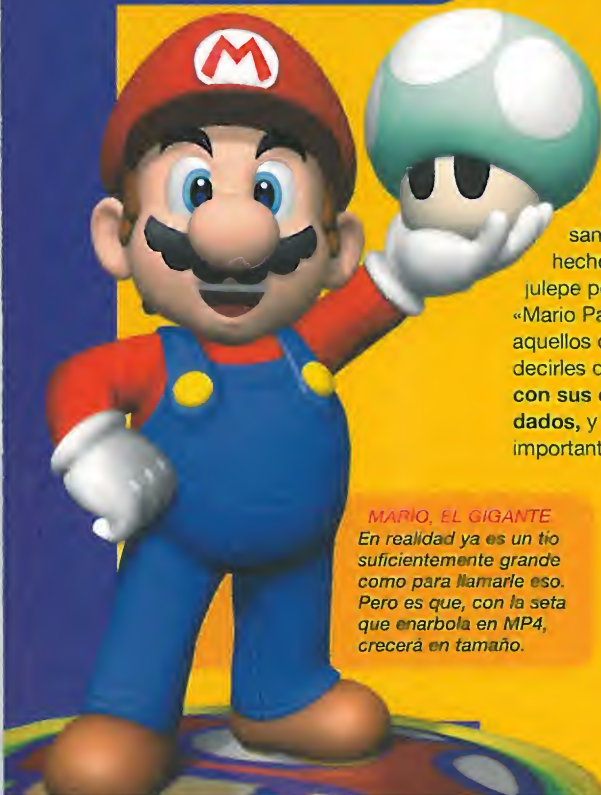 M
san
hecho
julepe p
«Mario Pa
aquellos
decirles
con sus
dados, y
important
MARIO, EL GIGANTE
En realidad ya es un tío
suficientemente grande
como para llamarle eso.
Pero es que, con la seta
que enarbola en MP4,
crecerá en tamaño.